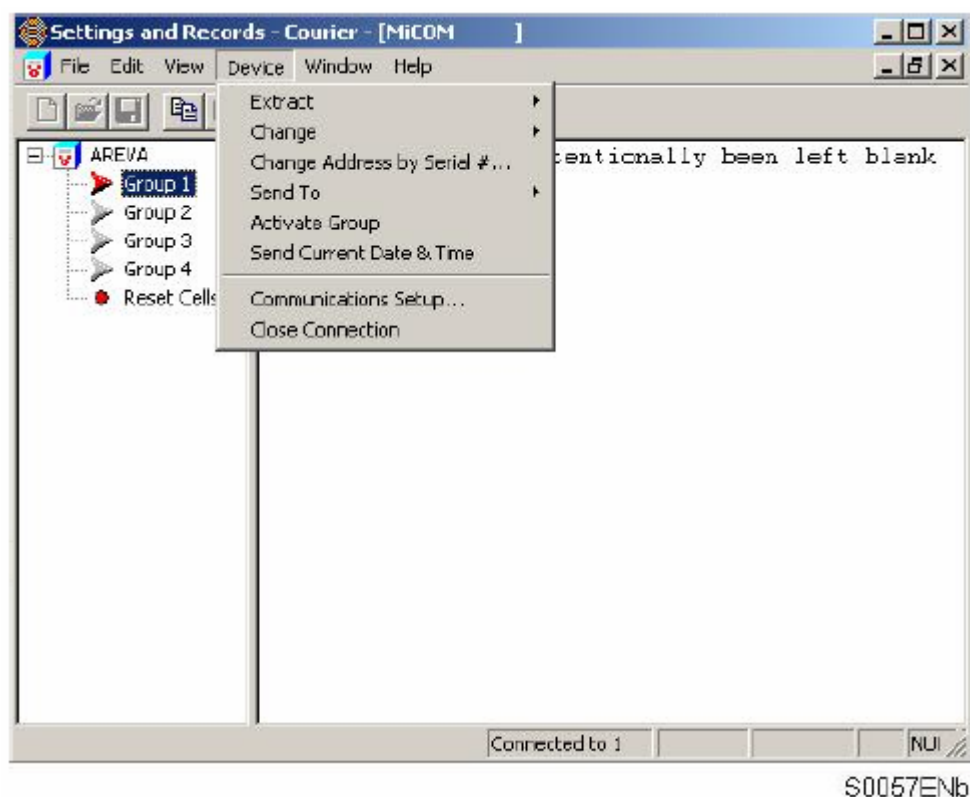 Settings and Records - Courier - [MiCOM ]
File Edit View Device Window Help
Extract
Change
Change Address by Serial #...
Send To
Activate Group
Send Current Date & Time
Communications Setup...
Close Connection
AREVA
Group 1
Group 2
Group 3
Group 4
Reset Cells
tentionally been left blank
Connected to 1
NUI
S0057ENb